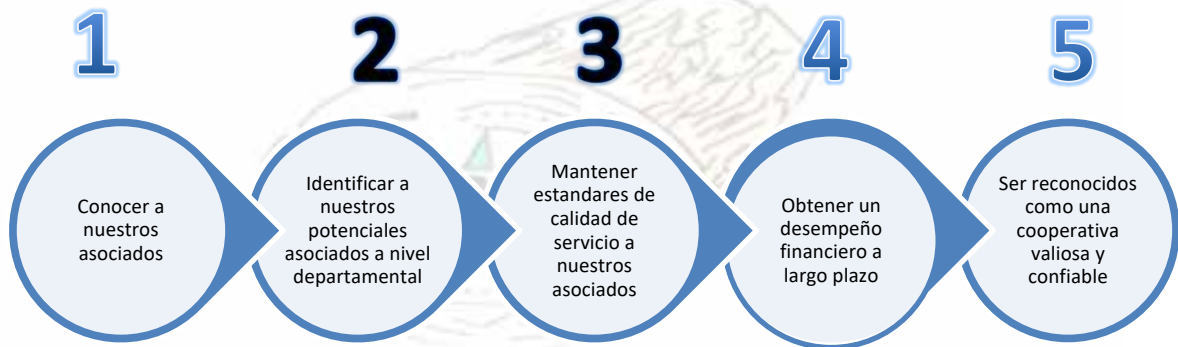 1
2
3
4
5
Conocer a
nuestros
asociados
Identificar a
nuestros
potenciales
asociados a nivel
departamental
Mantener
estandares de
calidad de
servicio a
nuestros
asociados
Obtener un
desempeño
financiero a
largo plazo
Ser reconocidos
como una
cooperativa
valiosa y
confiable